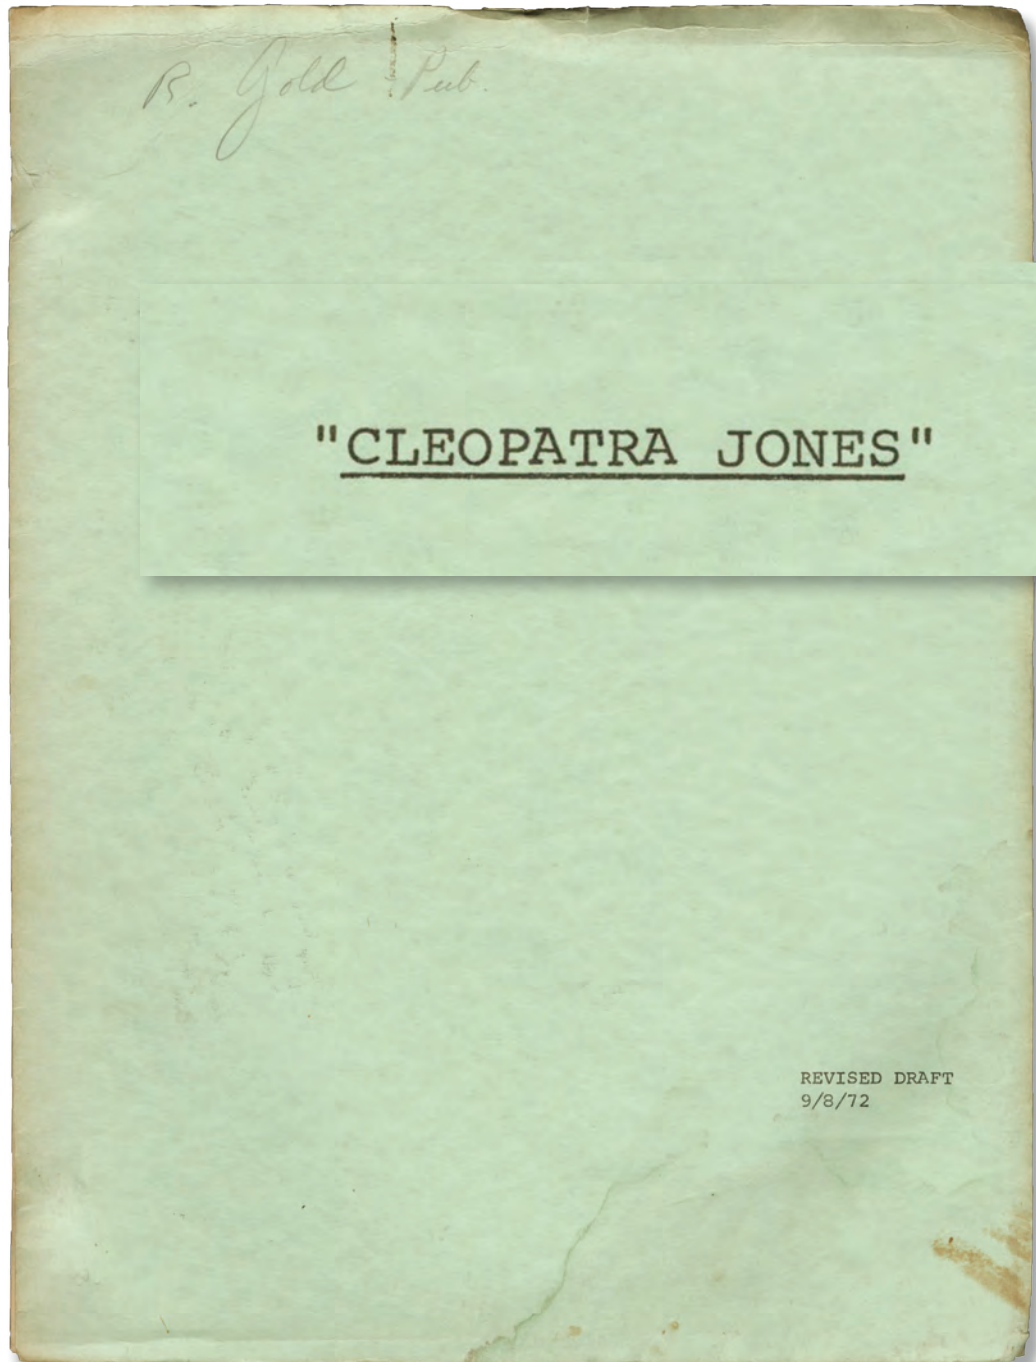 R. Gold Pub.
"CLEOPATRA JONES"
REVISED DRAFT
9/8/72